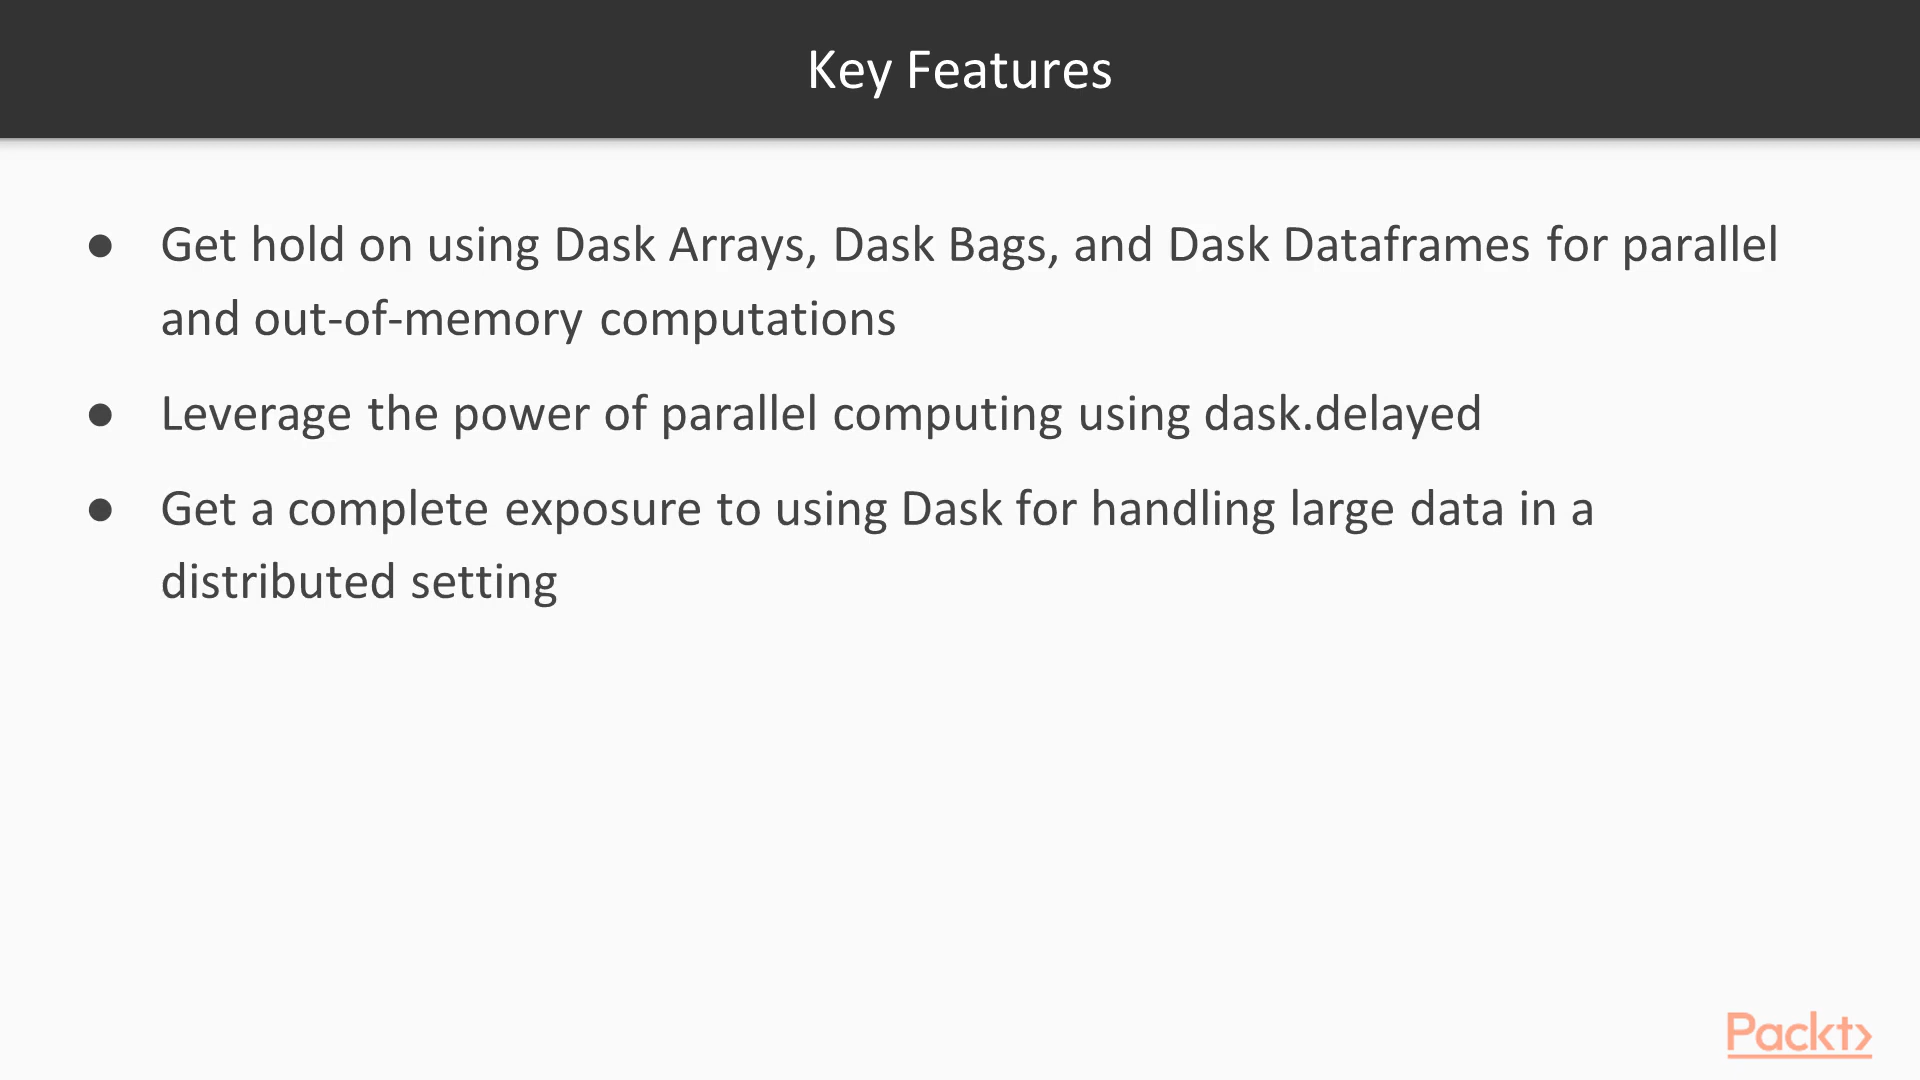 Key Features
● Get hold on using Dask Arrays, Dask Bags, and Dask Dataframes for parallel
and out-of-memory computations
● Leverage the power of parallel computing using dask.delayed
● Get a complete exposure to using Dask for handling large data in a
distributed setting
Packt>